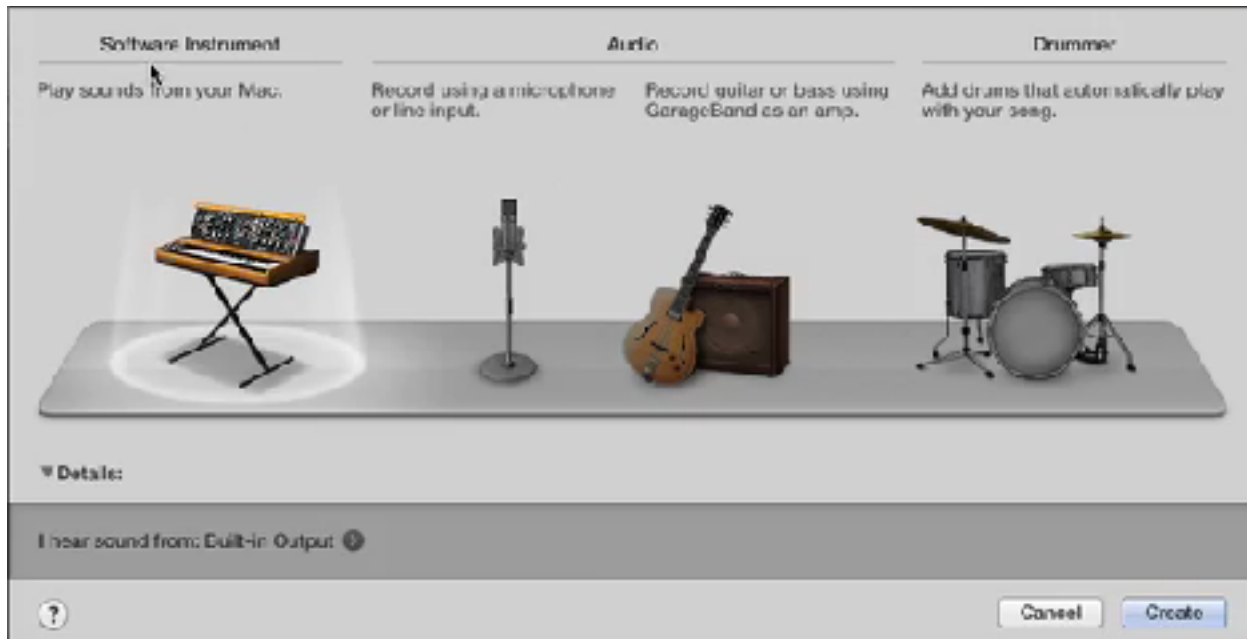 Software Instrument
Audio
Drummer
Play sounds from your Mac.
Record using a microphone
or line input.
Record guitar or bass using
GarageBand as an amp.
Add drums that automatically play
with your song.
Details:
I hear sound from: Built-in Output
?
Cancel
Create